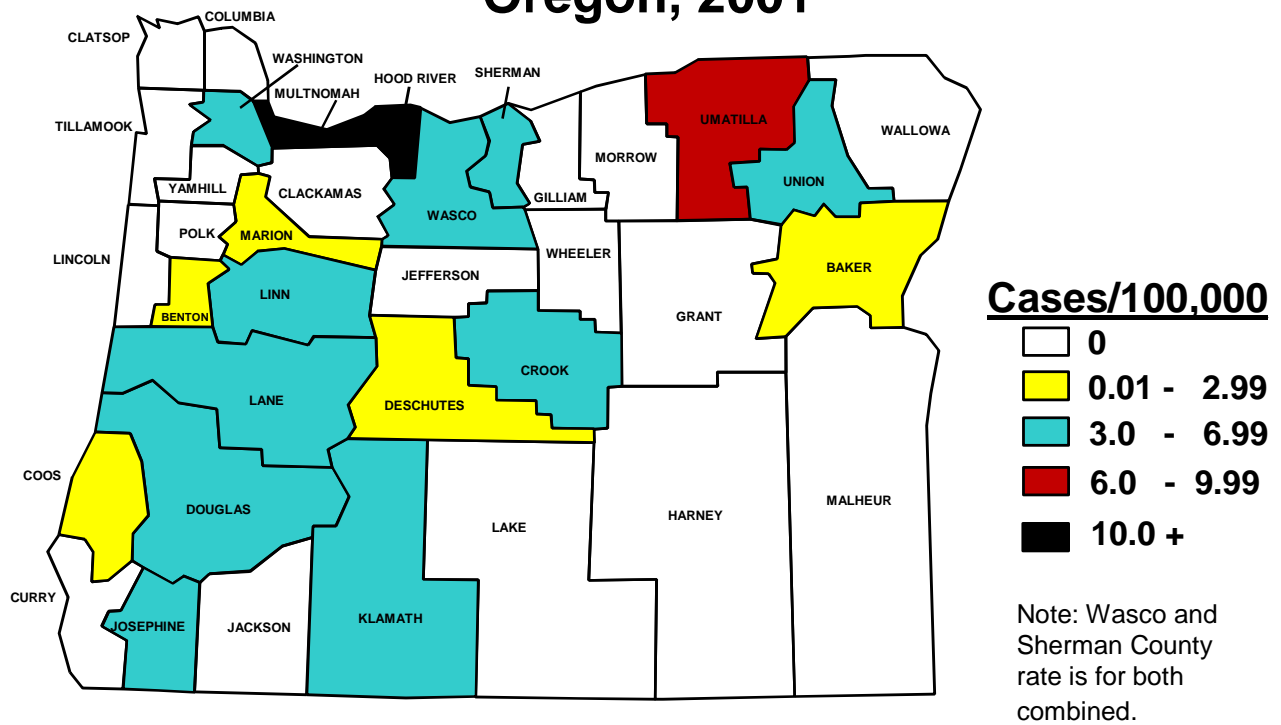 Oregon, 2001
COLUMBIA
CLATSOP
WASHINGTON
HOOD RIVER
SHERMAN
MULTNOMAH
TILLAMOOK
UMATILLA
WALLOWA
MORROW
YAMHILL
CLACKAMAS
GILLIAM
UNION
WASCO
POLK
MARION
LINCOLN
JEFFERSON
WHEELER
BAKER
LINN
BENTON
GRANT
CROOK
LANE
DESCHUTES
COOS
DOUGLAS
LAKE
HARNEY
MALHEUR
CURRY
JOSEPHINE
JACKSON
KLAMATH
Cases/100,000
0
0.01 - 2.99
3.0 - 6.99
6.0 - 9.99
10.0 +
Note: Wasco and
Sherman County
rate is for both
combined.